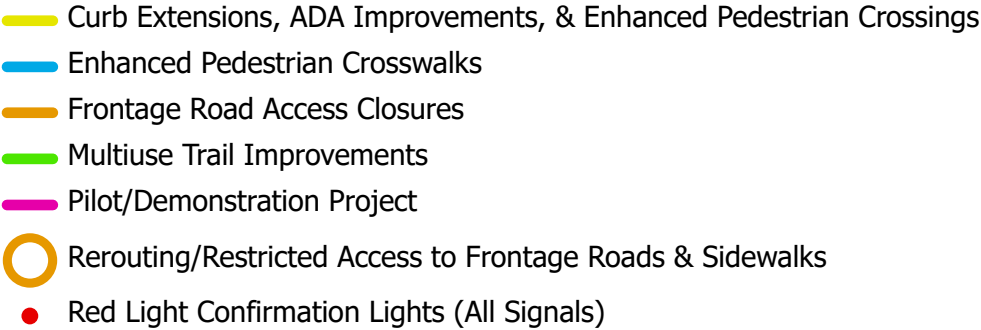 Curb Extensions, ADA Improvements, & Enhanced Pedestrian Crossings
Enhanced Pedestrian Crosswalks
Frontage Road Access Closures
Multiuse Trail Improvements
Pilot/Demonstration Project
Rerouting/Restricted Access to Frontage Roads & Sidewalks
Red Light Confirmation Lights (All Signals)